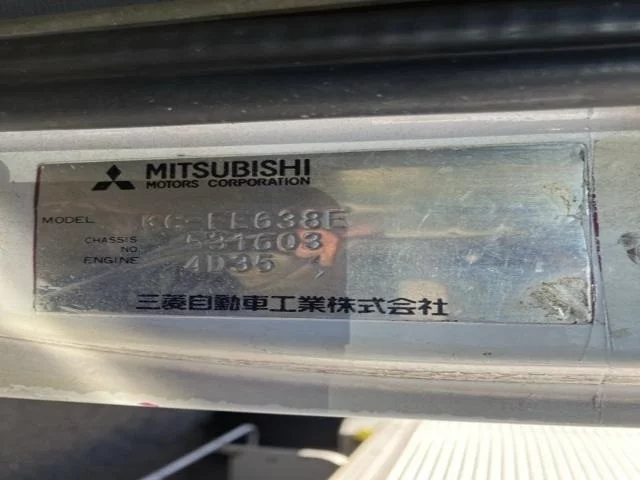 MITSUBISHI
MOTORS CORPORATION
MODEL KC-FE638E
CHASSIS NO. 531603
ENGINE 4D35
三菱自動車工業株式会社